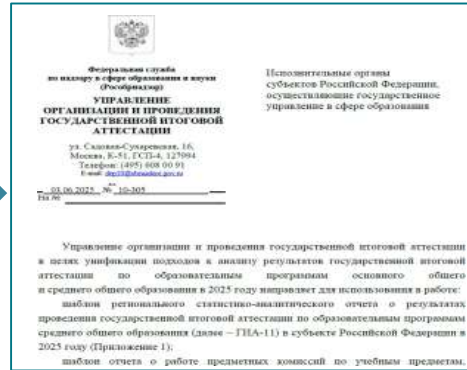 Федеральная служба
по надзору в сфере образования и науки
(Рособрнадзор)
УПРАВЛЕНИЕ
ОРГАНИЗАЦИИ И ПРОВЕДЕНИЯ
ГОСУДАРСТВЕННОЙ ИТОГОВОЙ
АТТЕСТАЦИИ
ул. Садовая-Сухаревская, 16,
Москва, К-51, ГСП-4, 127994
Телефон: (495) 608 00 91
03.06.2025 № 10-305
На №
Исполнительные органы
субъектов Российской Федерации,
осуществляющие государственное
управление в сфере образования
Управление организации и проведения государственной итоговой аттестации
в целях унификации подходов к анализу результатов государственной итоговой
аттестации по образовательным программам основного общего
и среднего общего образования в 2025 году направляет для использования в работе:
шаблон регионального статистико-аналитического отчета о результатах
проведения государственной итоговой аттестации по образовательным программам
среднего общего образования (далее – ГИА-11) в субъекте Российской Федерации в
2025 году (Приложение 1);
шаблон отчета о работе предметных комиссий по учебным предметам,